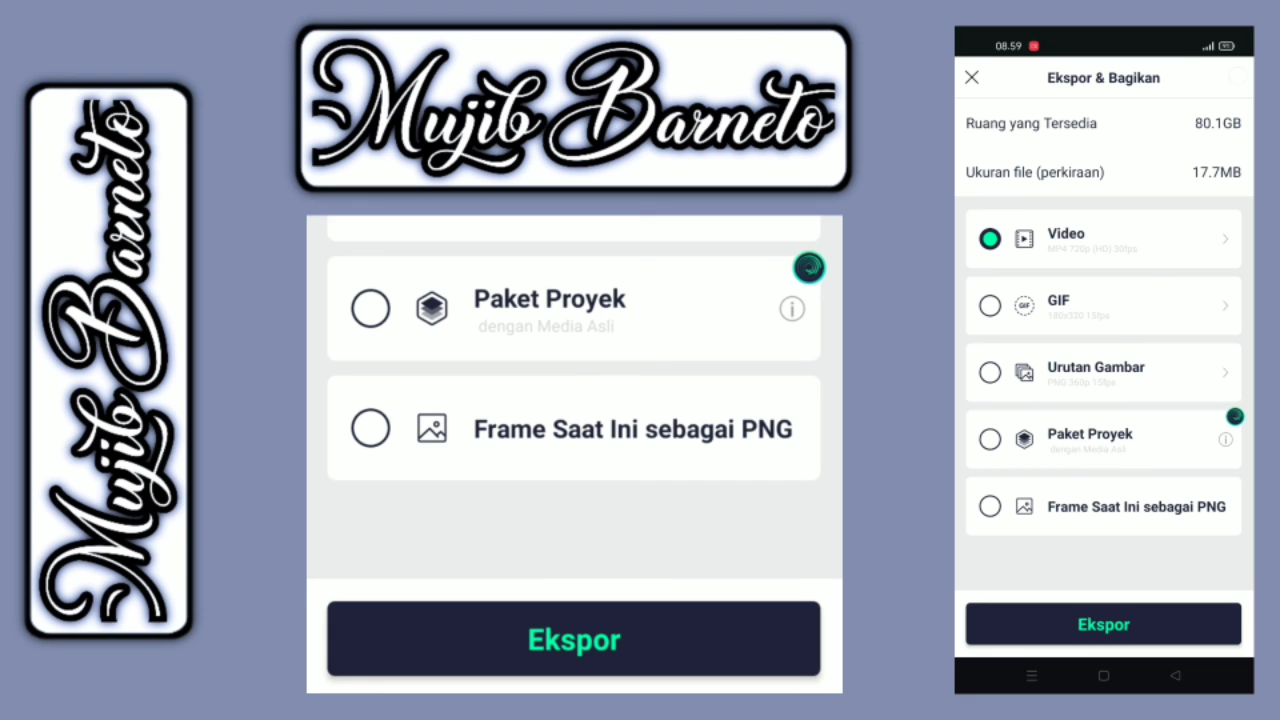 Mujib Barneto
Mujib Barneto
Paket Proyek
dengan Media Asli
Frame Saat Ini sebagai PNG
Ekspor
08.59
Ekspor & Bagikan
Ruang yang Tersedia 80.1GB
Ukuran file (perkiraan) 17.7MB
Video
MP4 720p (HD) 30fps
GIF
GIF
180x320 15fps
Urutan Gambar
PNG 360p 15fps
Paket Proyek
dengan Media Asli
Frame Saat Ini sebagai PNG
Ekspor